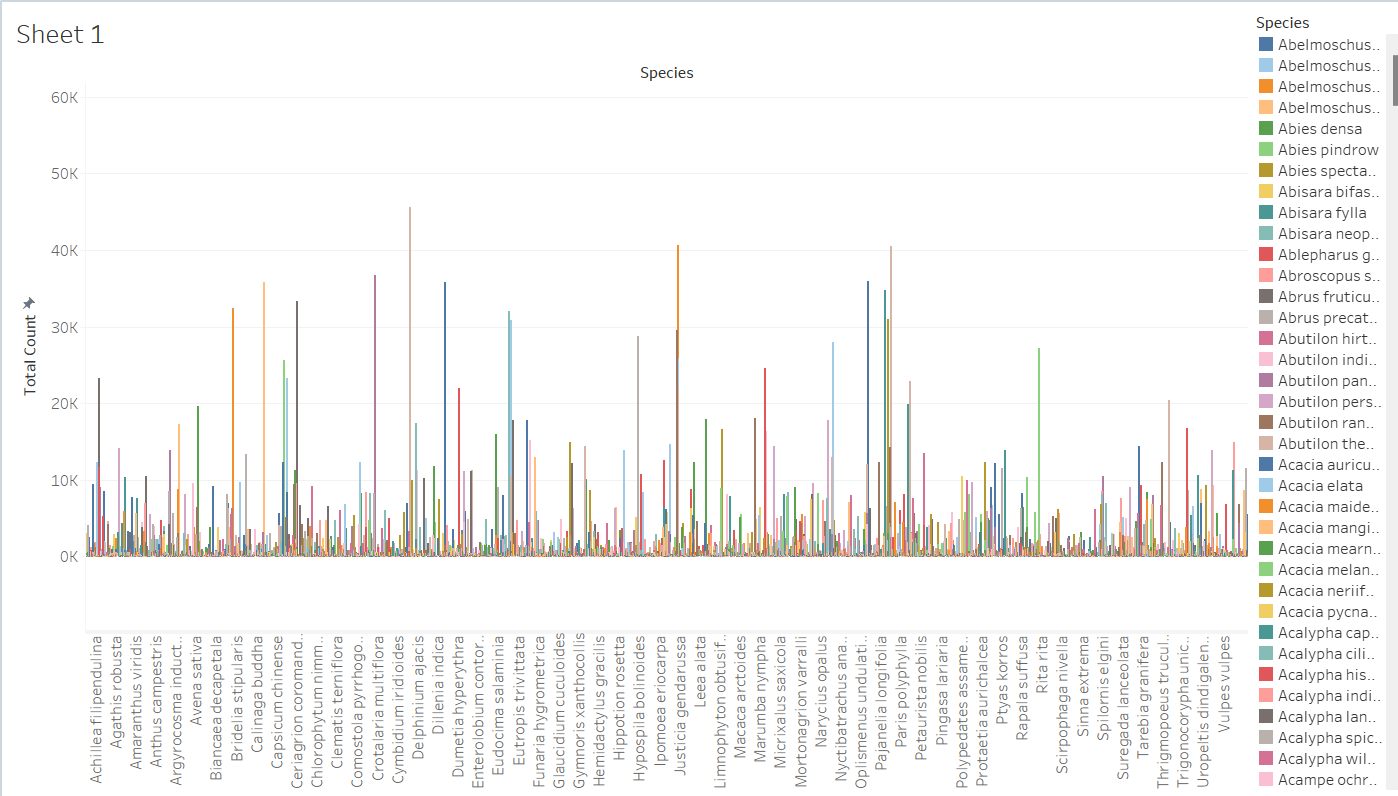 Sheet 1
Species
60K
50K
40K
30K
20K
10K
0K
Total Count
Achillea filipendulina
Agathis robusta
Amaranthus viridis
Anthus campestris
Argyrocosma induct..
Avena sativa
Biancaea decapetala
Bridelia stipularis
Calinaga buddha
Capsicum chinense
Ceriagrion coromand..
Chlorophytum nimm..
Clematis terniflora
Comostola pyrrhogo..
Crotalaria multiflora
Cymbidium iridioides
Delphinium ajacis
Dillenia indica
Dumetia hyperythra
Enterolobium contor..
Eudocima salaminia
Eutropis trivittata
Funaria hygrometrica
Glaucidium cuculoides
Gymnoris xanthocollis
Hemidactylus gracilis
Hippotion rosetta
Hypospila bolinoides
Ipomoea eriocarpa
Justicia gendarussa
Leea alata
Limnophyton obtusif..
Macaca arctoides
Marumba nympha
Micrixalus saxicola
Mortonagrion varralli
Narycius opalus
Nyctibatrachus ana..
Oplismenus undulati..
Pajanelia longifolia
Paris polyphylla
Petaurista nobilis
Pingasa lararia
Polypedates assame..
Protaetia aurichalcea
Ptyas korros
Rapala suffusa
Rita rita
Scirpophaga nivella
Sinna extrema
Spilornis elgini
Suregada lanceolata
Tarebia granifera
Thrigmopoeus trucul..
Trigonocorypha unic..
Uropeltis dindigalen..
Vulpes vulpes
Species
Abelmoschus..
Abelmoschus..
Abelmoschus..
Abelmoschus..
Abies densa
Abies pindrow
Abies specta..
Abisara bifas..
Abisara fylla
Abisara neop..
Ablepharus g..
Abroscopus s..
Abrus fruticu..
Abrus precat..
Abutilon hirt..
Abutilon indi..
Abutilon pan..
Abutilon pers..
Abutilon ran..
Abutilon the..
Acacia auricu..
Acacia elata
Acacia maide..
Acacia mangi..
Acacia mearn..
Acacia melan..
Acacia neriif..
Acacia pycna..
Acalypha cap..
Acalypha cili..
Acalypha his..
Acalypha indi..
Acalypha lan..
Acalypha spic..
Acalypha wil..
Acampe ochr..